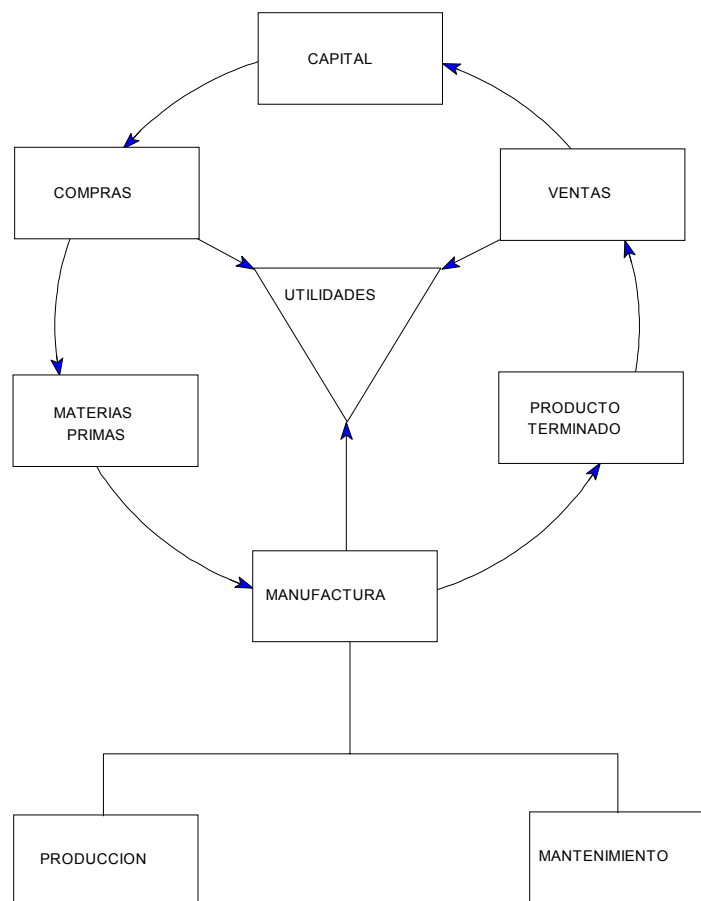 CAPITAL
COMPRAS
VENTAS
UTILIDADES
MATERIAS
PRIMAS
PRODUCTO
TERMINADO
MANUFACTURA
PRODUCCION
MANTENIMIENTO